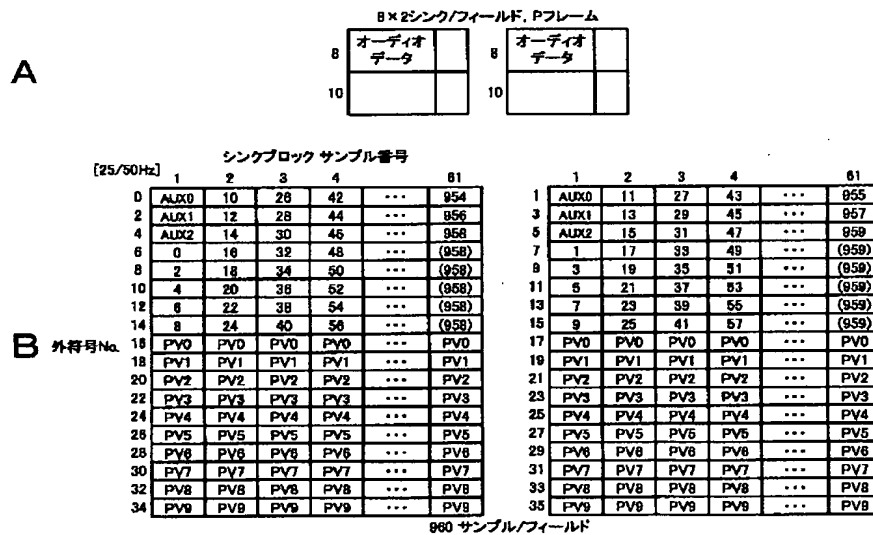 8×2シンク/フィールド, Pフレーム
A
8 オーディオデータ 8 オーディオデータ
10 10
シンクブロック サンプル番号
[25/50Hz] 1 2 3 4 61 1 2 3 4 61
0 AUX0 10 26 42 ... 954 1 AUX0 11 27 43 ... 955
2 AUX1 12 28 44 ... 956 3 AUX1 13 29 45 ... 957
4 AUX2 14 30 46 ... 958 5 AUX2 15 31 47 ... 959
6 0 16 32 48 ... (958) 7 1 17 33 49 ... (959)
8 2 18 34 50 ... (958) 9 3 19 35 51 ... (959)
10 4 20 36 52 ... (958) 11 5 21 37 53 ... (959)
12 6 22 38 54 ... (958) 13 7 23 39 55 ... (959)
14 8 24 40 56 ... (958) 15 9 25 41 57 ... (959)
B 外符号No. 16 PV0 PV0 PV0 PV0 ... PV0 17 PV0 PV0 PV0 PV0 ... PV0
18 PV1 PV1 PV1 PV1 ... PV1 19 PV1 PV1 PV1 PV1 ... PV1
20 PV2 PV2 PV2 PV2 ... PV2 21 PV2 PV2 PV2 PV2 ... PV2
22 PV3 PV3 PV3 PV3 ... PV3 23 PV3 PV3 PV3 PV3 ... PV3
24 PV4 PV4 PV4 PV4 ... PV4 25 PV4 PV4 PV4 PV4 ... PV4
26 PV5 PV5 PV5 PV5 ... PV5 27 PV5 PV5 PV5 PV5 ... PV5
28 PV6 PV6 PV6 PV6 ... PV6 29 PV6 PV6 PV6 PV6 ... PV6
30 PV7 PV7 PV7 PV7 ... PV7 31 PV7 PV7 PV7 PV7 ... PV7
32 PV8 PV8 PV8 PV8 ... PV8 33 PV8 PV8 PV8 PV8 ... PV8
34 PV9 PV9 PV9 PV9 ... PV9 35 PV9 PV9 PV9 PV9 ... PV9
960 サンプル/フィールド